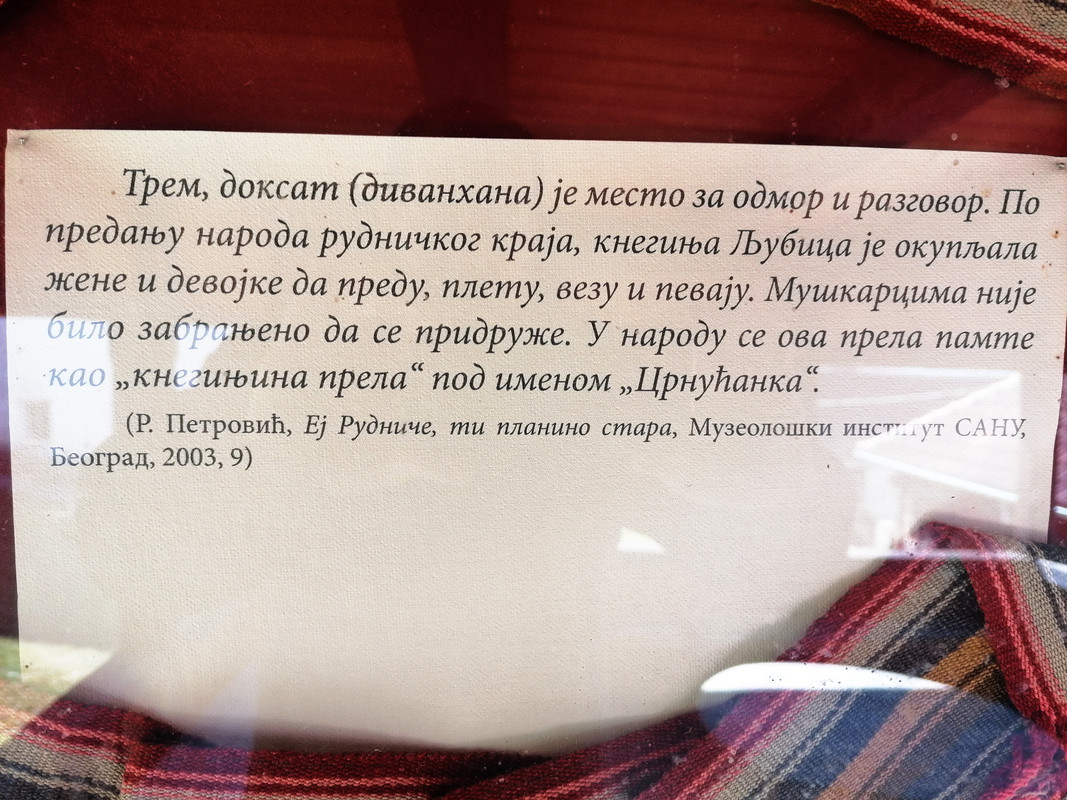 Трем, доксат (диванхана) је место за одмор и разговор. По
предању народа рудничког краја, кнегиња Љубица је окупљала
жене и девојке да преду, плету, везу и певају. Мушкарцима није
било забрањено да се придруже. У народу се ова прела памте
као „кнегињина прела“ под именом „Црнућанка“.
(Р. Петровић, Еј Рудниче, ти планино стара, Музеолошки институт САНУ,
Београд, 2003, 9)